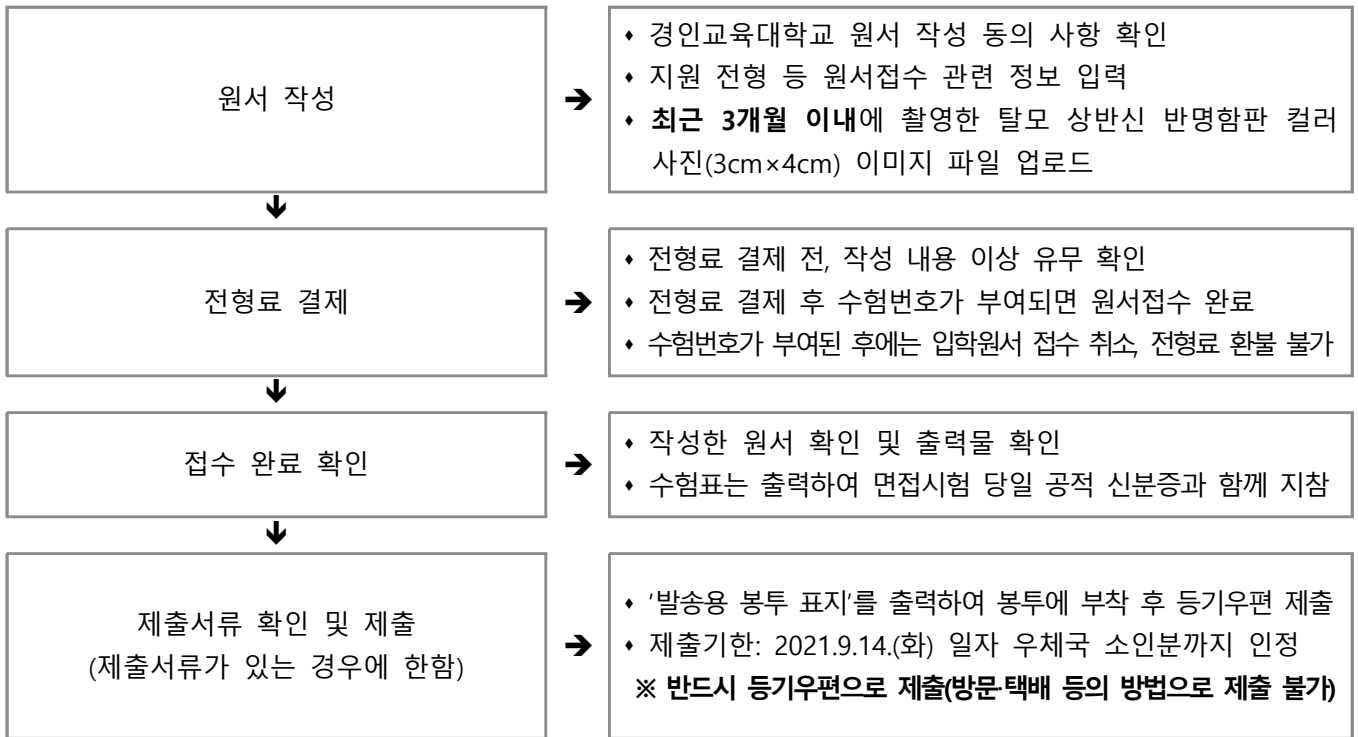 원서 작성
➔
⬩ 경인교육대학교 원서 작성 동의 사항 확인
⬩ 지원 전형 등 원서접수 관련 정보 입력
⬩ 최근 3개월 이내에 촬영한 탈모 상반신 반명함판 컬러
사진(3cm×4cm) 이미지 파일 업로드
🡫
전형료 결제
➔
⬩ 전형료 결제 전, 작성 내용 이상 유무 확인
⬩ 전형료 결제 후 수험번호가 부여되면 원서접수 완료
⬩ 수험번호가 부여된 후에는 입학원서 접수 취소, 전형료 환불 불가
🡫
접수 완료 확인
➔
⬩ 작성한 원서 확인 및 출력물 확인
⬩ 수험표는 출력하여 면접시험 당일 공적 신분증과 함께 지참
🡫
제출서류 확인 및 제출
(제출서류가 있는 경우에 한함)
➔
⬩ '발송용 봉투 표지'를 출력하여 봉투에 부착 후 등기우편 제출
⬩ 제출기한: 2021.9.14.(화) 일자 우체국 소인분까지 인정
※ 반드시 등기우편으로 제출(방문·택배 등의 방법으로 제출 불가)